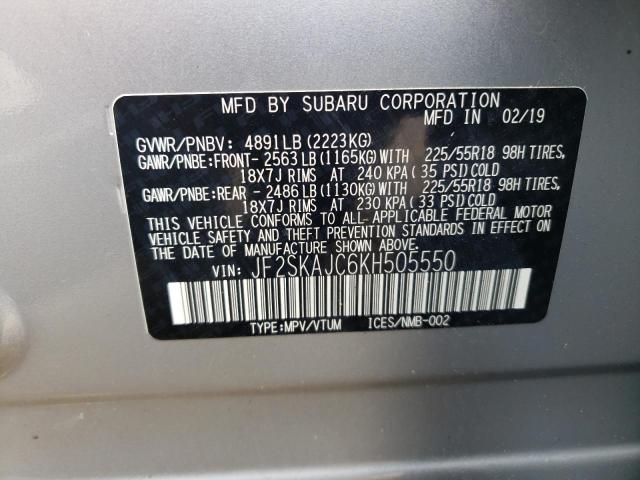 MFD BY SUBARU CORPORATION
MFD IN 02/19
GVWR/PNBV: 4891LB(2223KG)
GAWR/PNBE:FRONT-2563LB(1165KG)WITH 225/55R18 98H TIRES,
18X7J RIMS AT 240 KPA(35 PSI)COLD
GAWR/PNBE:REAR -2486LB(1130KG)WITH 225/55R18 98H TIRES,
18X7J RIMS AT 230 KPA(33 PSI)COLD
THIS VEHICLE CONFORMS TO ALL APPLICABLE FEDERAL MOTOR
VEHICLE SAFETY AND THEFT PREVENTION STANDARDS IN EFFECT ON
THE DATE OF MANUFACTURE SHOWN ABOVE.
VIN: JF2SKAJC6KH505550
TYPE:MPV/VTUM ICES/NMB-002